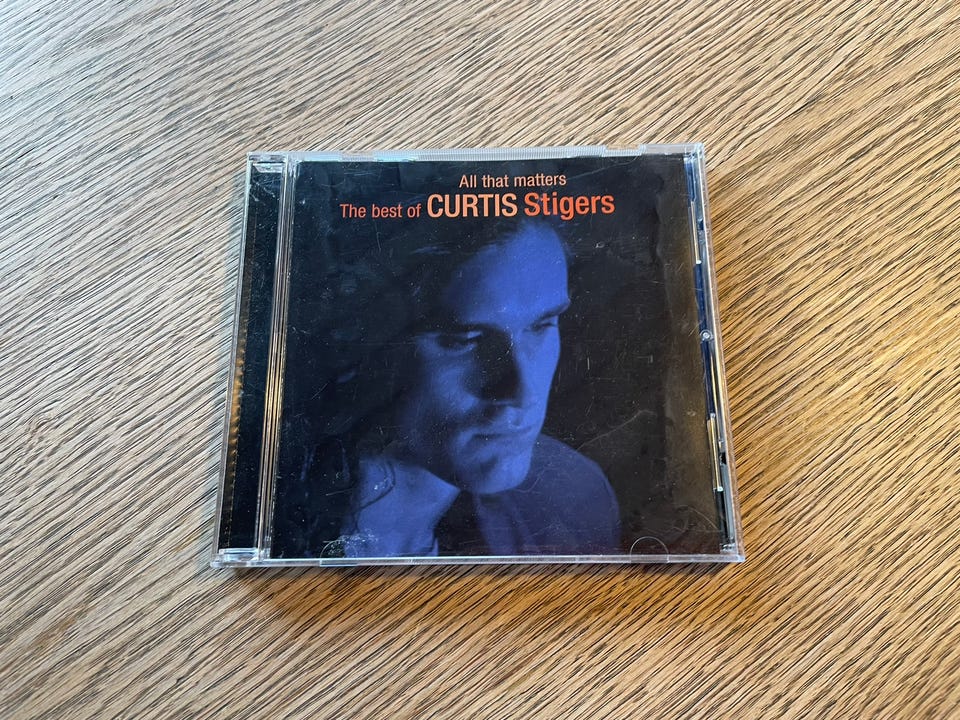 All that matters
The best of CURTIS Stigers